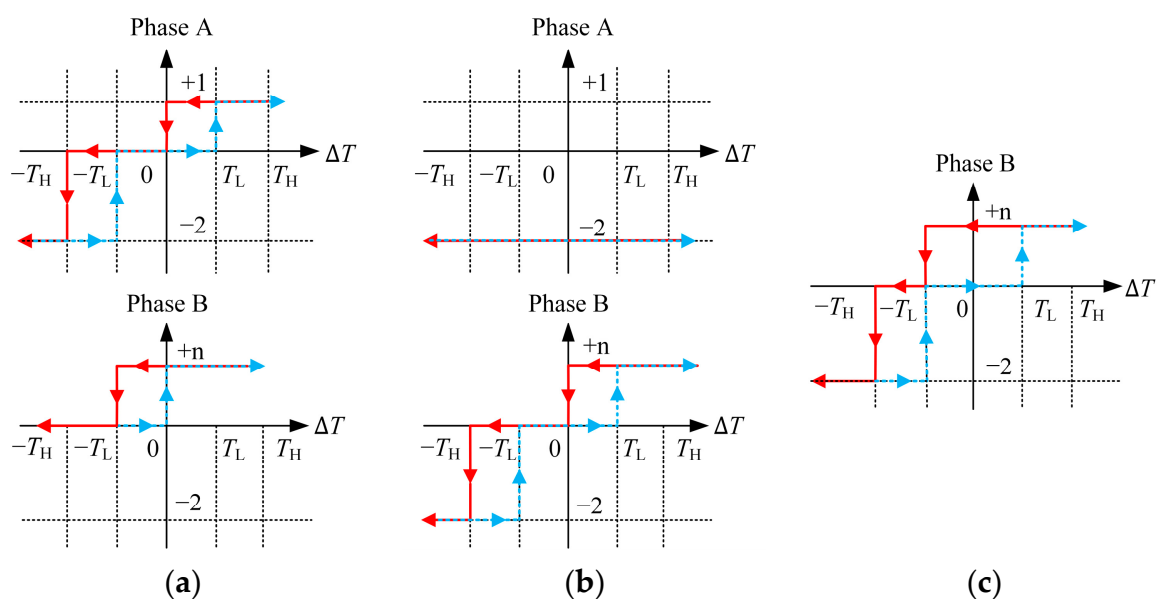 Phase A
+1
ΔT
−T_H −T_L 0 T_L T_H
−2
Phase B
+n
ΔT
−T_H −T_L 0 T_L T_H
−2
(a)
Phase A
+1
ΔT
−T_H −T_L 0 T_L T_H
−2
Phase B
+n
ΔT
−T_H −T_L 0 T_L T_H
−2
(b)
Phase B
+n
ΔT
−T_H −T_L 0 T_L T_H
−2
(c)